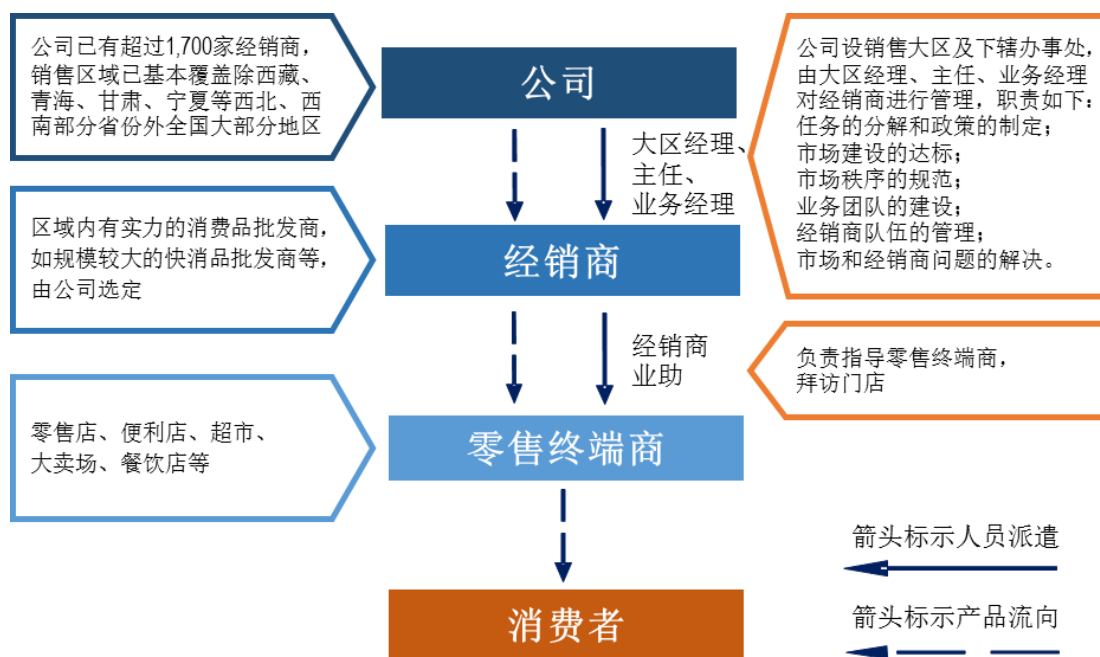 公司已有超过1,700家经销商，
销售区域已基本覆盖除西藏、
青海、甘肃、宁夏等西北、西
南部分省份外全国大部分地区
公司
公司设销售大区及下辖办事处，
由大区经理、主任、业务经理
对经销商进行管理，职责如下：
任务的分解和政策的制定；
市场建设的达标；
市场秩序的规范；
业务团队的建设；
经销商队伍的管理；
市场和经销商问题的解决。
大区经理、
主任、
业务经理
区域内有实力的消费品批发商，
如规模较大的快消品批发商等，
由公司选定
经销商
经销商
业助
负责指导零售终端商，
拜访门店
零售店、便利店、超市、
大卖场、餐饮店等
零售终端商
箭头标示人员派遣
消费者
箭头标示产品流向